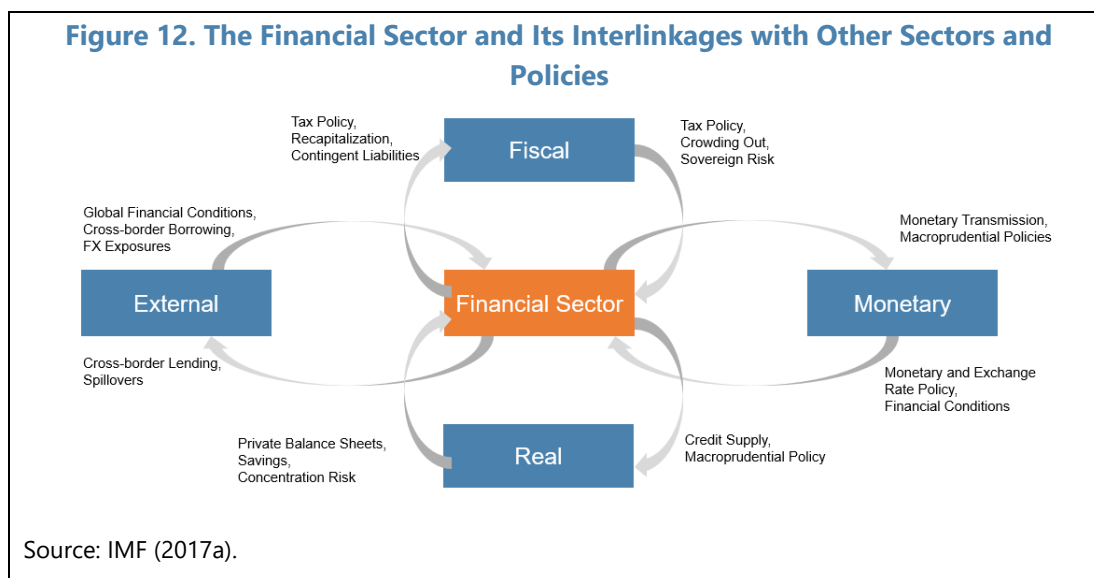 Figure 12. The Financial Sector and Its Interlinkages with Other Sectors and
Policies
Tax Policy,
Recapitalization,
Contingent Liabilities
Fiscal
Tax Policy,
Crowding Out,
Sovereign Risk
Global Financial Conditions,
Cross-border Borrowing,
FX Exposures
Monetary Transmission,
Macroprudential Policies
External
Financial Sector
Monetary
Cross-border Lending,
Spillovers
Monetary and Exchange
Rate Policy,
Financial Conditions
Private Balance Sheets,
Savings,
Concentration Risk
Real
Credit Supply,
Macroprudential Policy
Source: IMF (2017a).